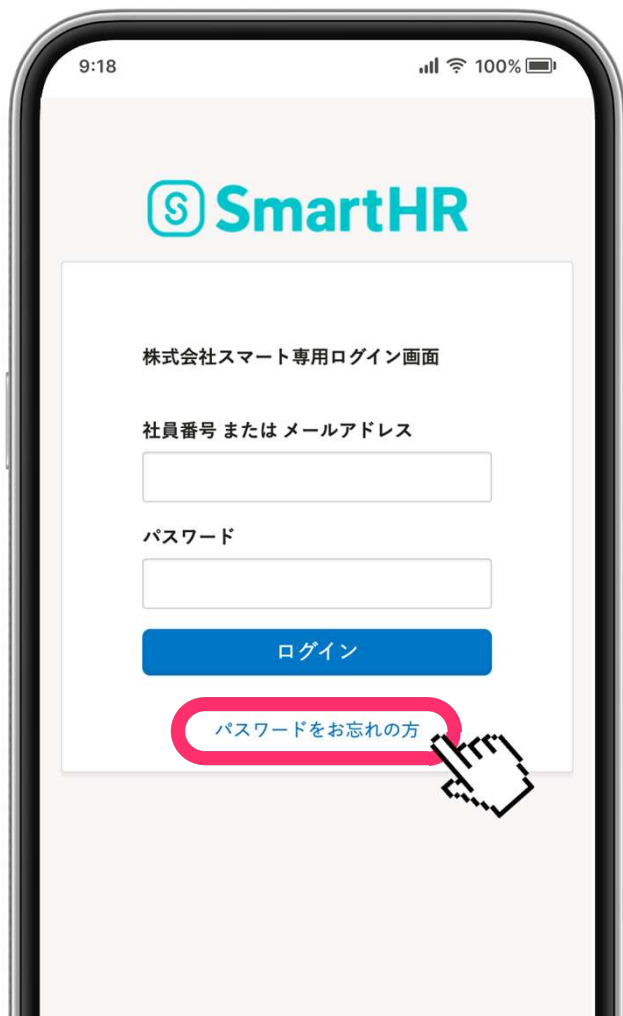 9:18
100%
SmartHR
株式会社スマート専用ログイン画面
社員番号 または メールアドレス
パスワード
ログイン
パスワードをお忘れの方